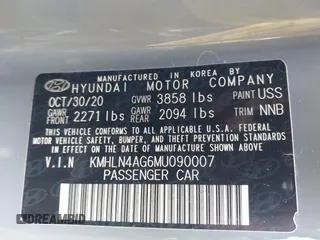 MANUFACTURED IN KOREA BY
HYUNDAI MOTOR COMPANY
OCT/30/20 GVWR 3858 lbs PAINT USS
GAWR FRONT 2271 lbs GAWR REAR 2094 lbs TRIM NNB
THIS VEHICLE CONFORMS TO ALL APPLICABLE
U.S. FEDERAL MOTOR VEHICLE SAFETY, BUMPER,
AND THEFT PREVENTION STANDARDS IN EFFECT ON
THE DATE OF MANUFACTURE SHOWN ABOVE.
V.I.N KMHLN4AG6MU090007
PASSENGER CAR
DREAMBID